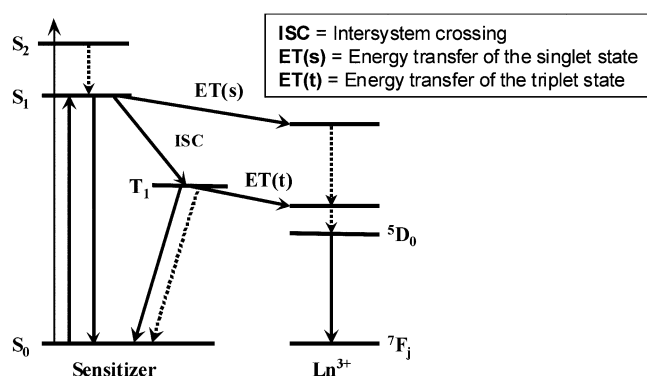 ISC = Intersystem crossing
ET(s) = Energy transfer of the singlet state
ET(t) = Energy transfer of the triplet state
S₂
S₁
ET(s)
ISC
T₁
ET(t)
⁵D₀
S₀
⁷Fⱼ
Sensitizer
Ln³⁺